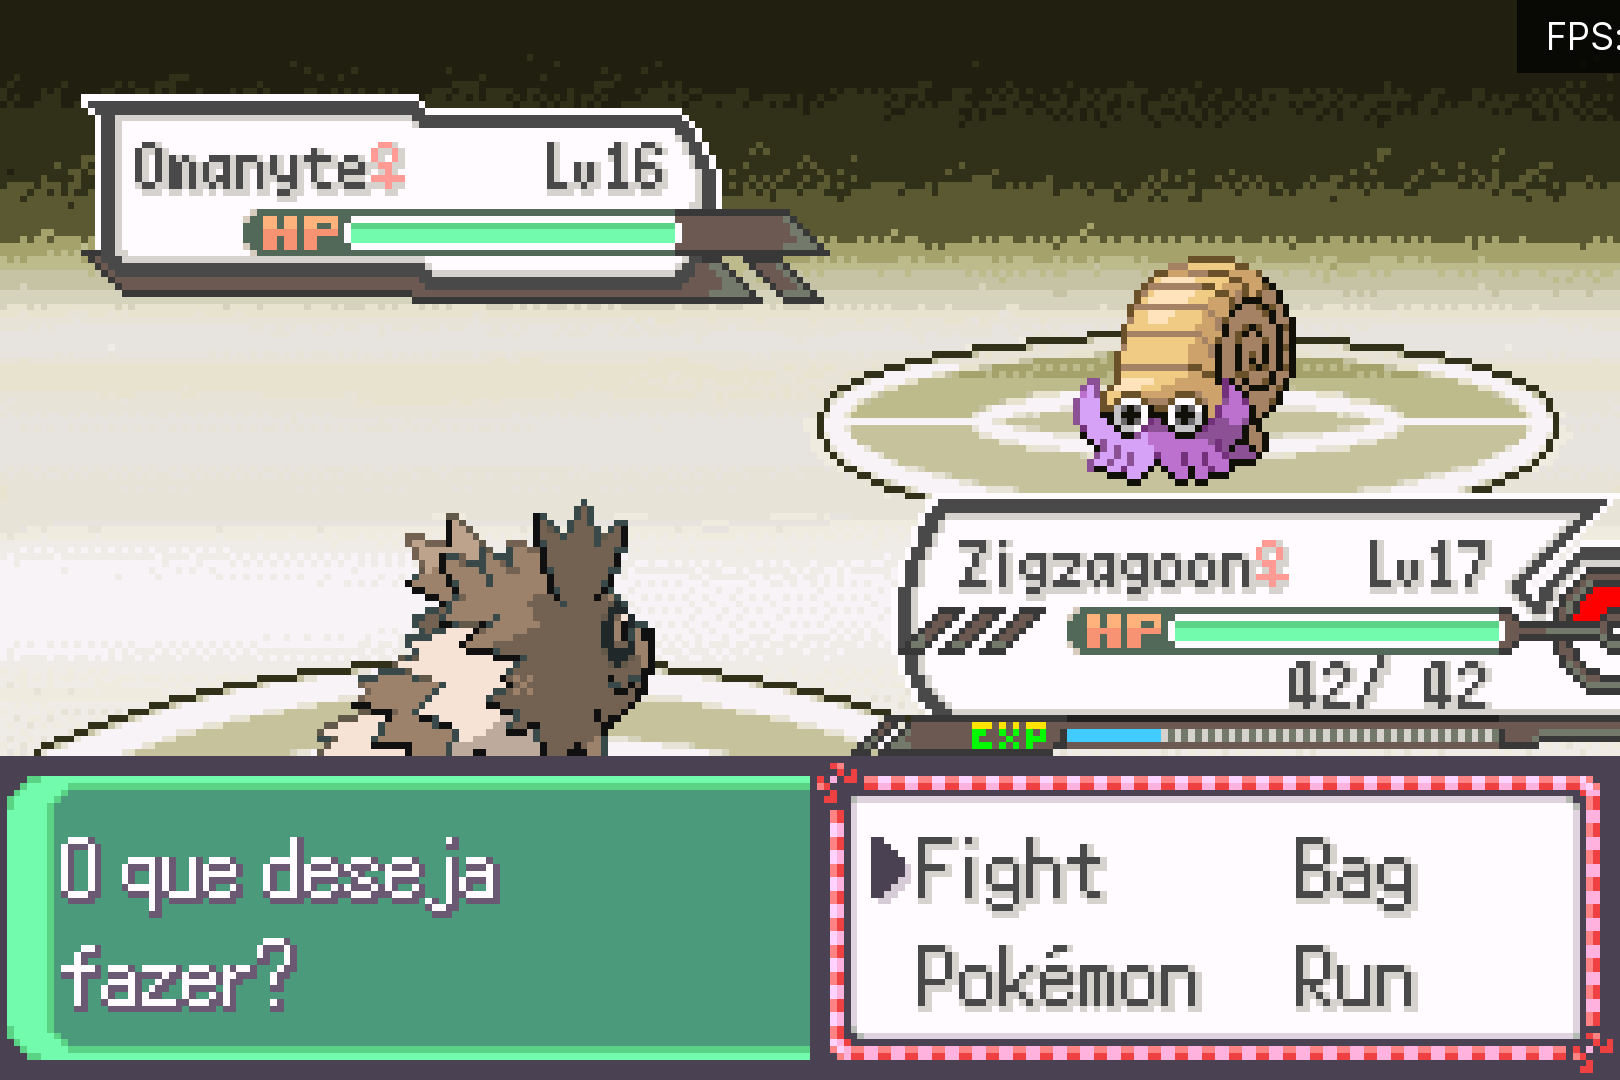 FPS:
Omanyte♀ Lv16
HP
Zigzagoon♀ Lv17
HP
42/ 42
EXP
O que deseja
fazer?
Fight Bag
Pokémon Run